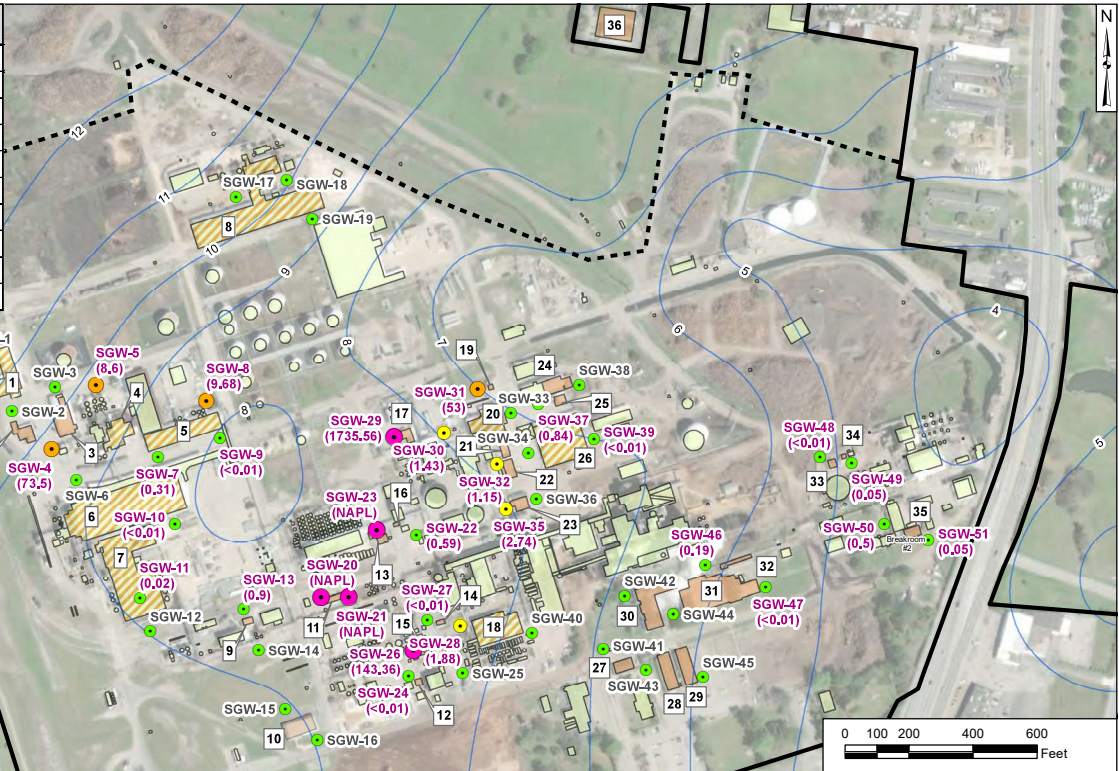 N
36
12
11
SGW-17
SGW-18
SGW-19
8
10
9
5
4
6
7
8
5
-1
1
SGW-3
SGW-5
(8.6)
4
SGW-8
(9.68)
8
SGW-2
3
5
SGW-4
(73.5)
SGW-9
(<0.01)
SGW-7
(0.31)
SGW-6
6
SGW-10
(<0.01)
7
SGW-11
(0.02)
SGW-12
SGW-13
(0.9)
9
SGW-14
SGW-15
10
SGW-16
19
24
SGW-38
SGW-31
(53)
SGW-33
25
17
20
SGW-29
(1735.56)
SGW-37
(0.84)
SGW-39
(<0.01)
SGW-30
(1.43)
21
SGW-34
26
22
SGW-32
(1.15)
SGW-23
(NAPL)
16
SGW-36
SGW-35
(2.74)
23
SGW-22
(0.59)
SGW-20
(NAPL)
13
SGW-27
(<0.01)
14
11
SGW-21
(NAPL)
15
18
SGW-40
SGW-28
(1.88)
SGW-26
(143.36)
SGW-25
SGW-24
(<0.01)
12
SGW-46
(0.19)
32
SGW-42
31
30
SGW-44
SGW-47
(<0.01)
SGW-41
27
SGW-43
SGW-45
28
29
SGW-48
(<0.01)
34
33
SGW-49
(0.05)
35
SGW-50
(0.5)
Breakroom
#2
SGW-51
(0.05)
0 100 200 400 600
Feet